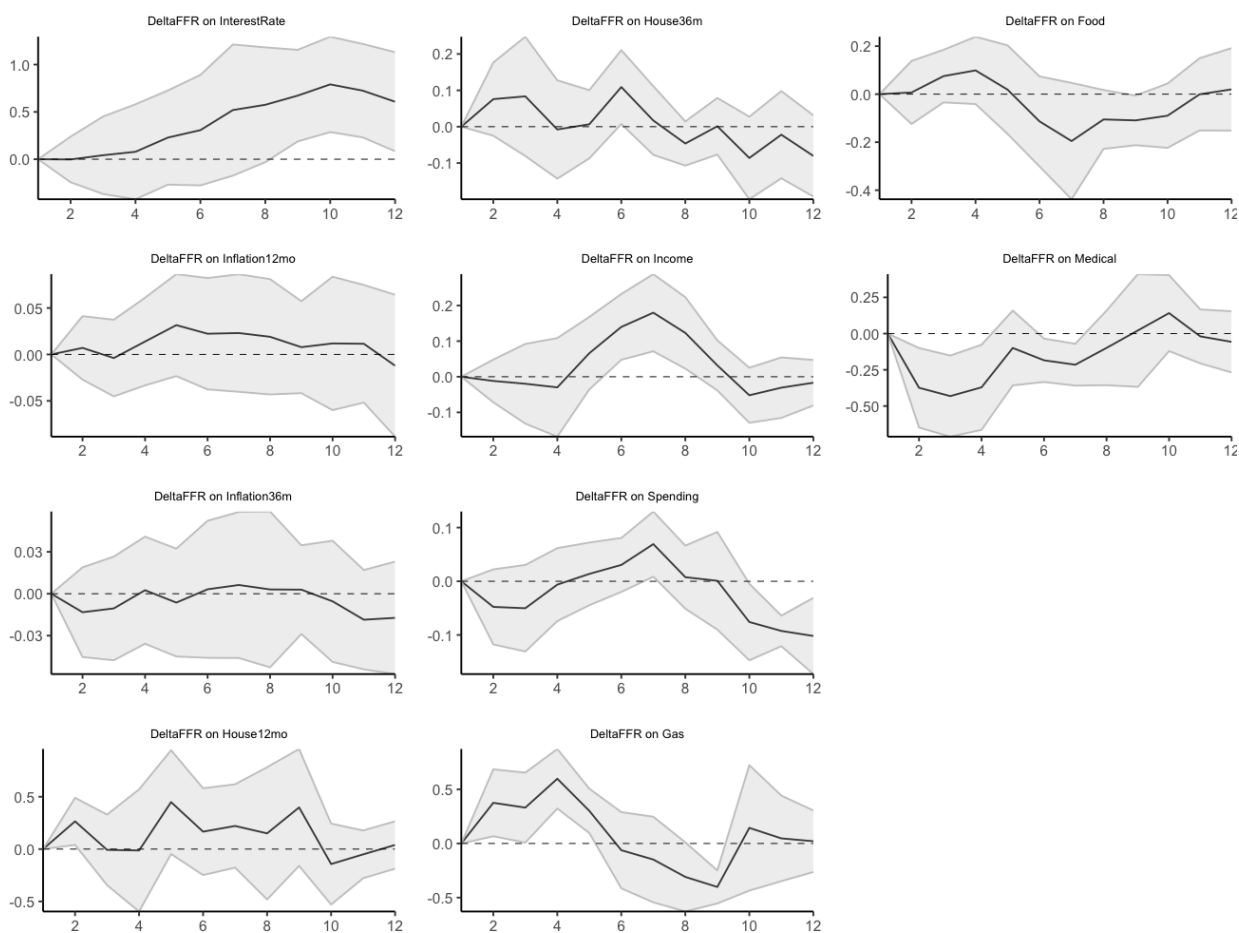 DeltaFFR on InterestRate
1.0
0.5
0.0
2 4 6 8 10 12
DeltaFFR on House36m
0.2
0.1
0.0
-0.1
2 4 6 8 10 12
DeltaFFR on Food
0.2
0.0
-0.2
-0.4
2 4 6 8 10 12
DeltaFFR on Inflation12mo
0.05
0.00
-0.05
2 4 6 8 10 12
DeltaFFR on Income
0.2
0.1
0.0
-0.1
2 4 6 8 10 12
DeltaFFR on Medical
0.25
0.00
-0.25
-0.50
2 4 6 8 10 12
DeltaFFR on Inflation36m
0.03
0.00
-0.03
2 4 6 8 10 12
DeltaFFR on Spending
0.1
0.0
-0.1
2 4 6 8 10 12
DeltaFFR on House12mo
0.5
0.0
-0.5
2 4 6 8 10 12
DeltaFFR on Gas
0.5
0.0
-0.5
2 4 6 8 10 12